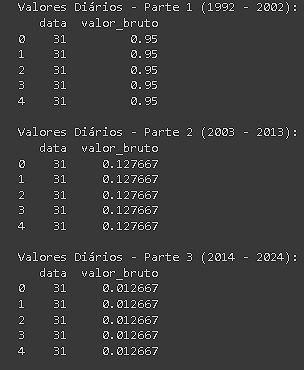 Valores Diários - Parte 1 (1992 - 2002):
data valor_bruto
0 31 0.95
1 31 0.95
2 31 0.95
3 31 0.95
4 31 0.95
Valores Diários - Parte 2 (2003 - 2013):
data valor_bruto
0 31 0.127667
1 31 0.127667
2 31 0.127667
3 31 0.127667
4 31 0.127667
Valores Diários - Parte 3 (2014 - 2024):
data valor_bruto
0 31 0.012667
1 31 0.012667
2 31 0.012667
3 31 0.012667
4 31 0.012667